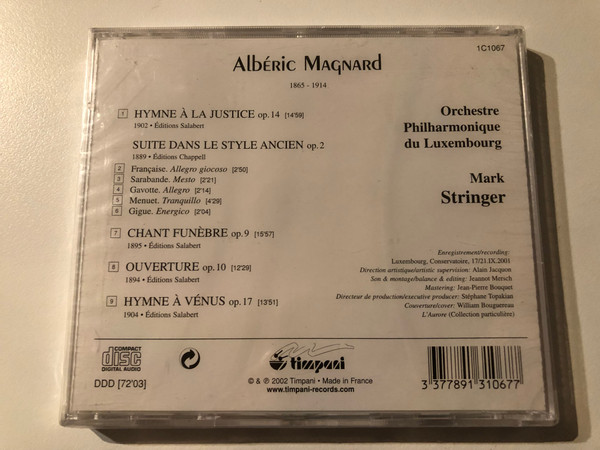 1C1067
Albéric Magnard
1865 - 1914
1 HYMNE À LA JUSTICE op.14 [14'59]
1902 • Éditions Salabert
SUITE DANS LE STYLE ANCIEN op.2
1889 • Éditions Chappell
2 Française. Allegro giocoso [2'50]
3 Sarabande. Mesto [2'21]
4 Gavotte. Allegro [2'14]
5 Menuet. Tranquillo [4'29]
6 Gigue. Energico [2'04]
7 CHANT FUNÈBRE op.9 [15'57]
1895 • Éditions Salabert
8 OUVERTURE op.10 [12'29]
1894 • Éditions Salabert
9 HYMNE À VÉNUS op.17 [13'51]
1904 • Éditions Salabert
Orchestre
Philharmonique
du Luxembourg
Mark
Stringer
Enregistrement/recording:
Luxembourg, Conservatoire, 17/21.IX.2001
Direction artistique/artistic supervision: Alain Jacquon
Son & montage/balance & editing: Jeannot Mersch
Mastering: Jean-Pierre Bouquet
Directeur de production/executive producer: Stéphane Topakian
Couverture/cover: William Bouguereau
L'Aurore (Collection particulière)
COMPACT
disc
DIGITAL AUDIO
DDD [72'03]
timpani
© & ℗ 2002 Timpani • Made in France
www.timpani-records.com
3 377891 310677